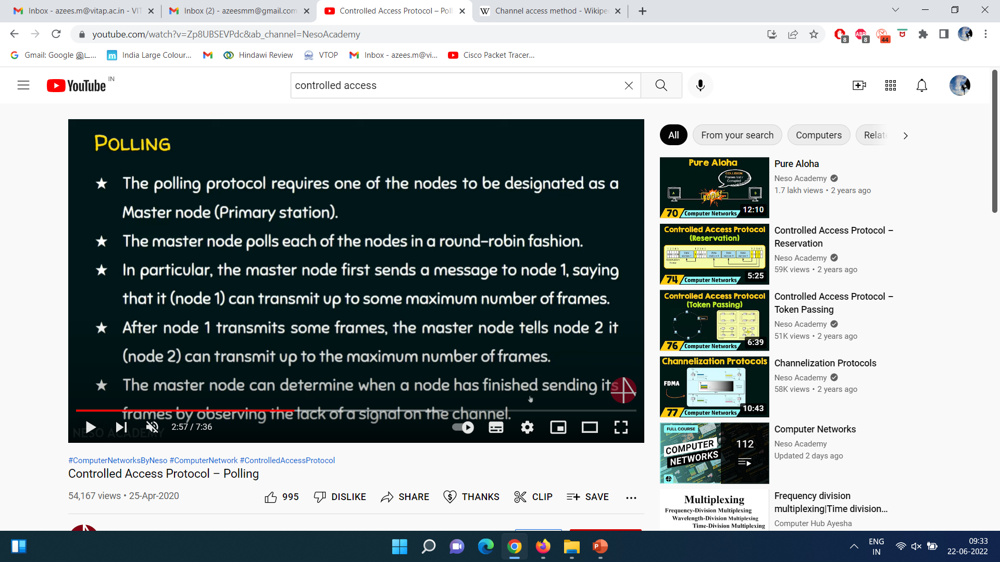 Inbox - azees.m@vitap.ac.in - VIT
Inbox (2) - azeesmm@gmail.com
Controlled Access Protocol – Poll
Channel access method - Wikipe
youtube.com/watch?v=Zp8UBSEVPdc&ab_channel=NesoAcademy
8
ABP
8
44
Gmail: Google இட...
India Large Colour...
Hindawi Review
VTOP
Inbox - azees.m@vi...
Cisco Packet Tracer...
YouTube IN
controlled access
POLLING
★ The polling protocol requires one of the nodes to be designated as a
Master node (Primary station).
★ The master node polls each of the nodes in a round-robin fashion.
★ In particular, the master node first sends a message to node 1, saying
that it (node 1) can transmit up to some maximum number of frames.
★ After node 1 transmits some frames, the master node tells node 2 it
(node 2) can transmit up to the maximum number of frames.
★ The master node can determine when a node has finished sending its
frames by observing the lack of a signal on the channel.
NESO ACADEMY
2:57 / 7:36
#ComputerNetworksByNeso #ComputerNetwork #ControlledAccessProtocol
Controlled Access Protocol – Polling
54,167 views • 25-Apr-2020
995
DISLIKE
SHARE
THANKS
CLIP
SAVE
All
From your search
Computers
Relate
Pure Aloha
COLLISION
Frames lost /
Corrupted
A
BOOM!
B
70
Computer Networks
12:10
Pure Aloha
Neso Academy
1.7 lakh views • 2 years ago
Controlled Access Protocol
(Reservation)
74
Computer Networks
5:25
Controlled Access Protocol –
Reservation
Neso Academy
59K views • 2 years ago
Controlled Access Protocol
(Token Passing)
76
Computer Networks
6:39
Controlled Access Protocol –
Token Passing
Neso Academy
51K views • 2 years ago
Channelization Protocols
FDMA
77
Computer Networks
10:43
Channelization Protocols
Neso Academy
58K views • 2 years ago
FULL COURSE
COMPUTER
NETWORKS
112
Computer Networks
Neso Academy
Updated 2 days ago
Multiplexing
Frequency-Division Multiplexing
Wavelength-Division Multiplexing
Time-Division Multiplexing
Frequency division
multiplexing|Time division...
Computer Hub Ayesha
ENG
IN
09:33
22-06-2022